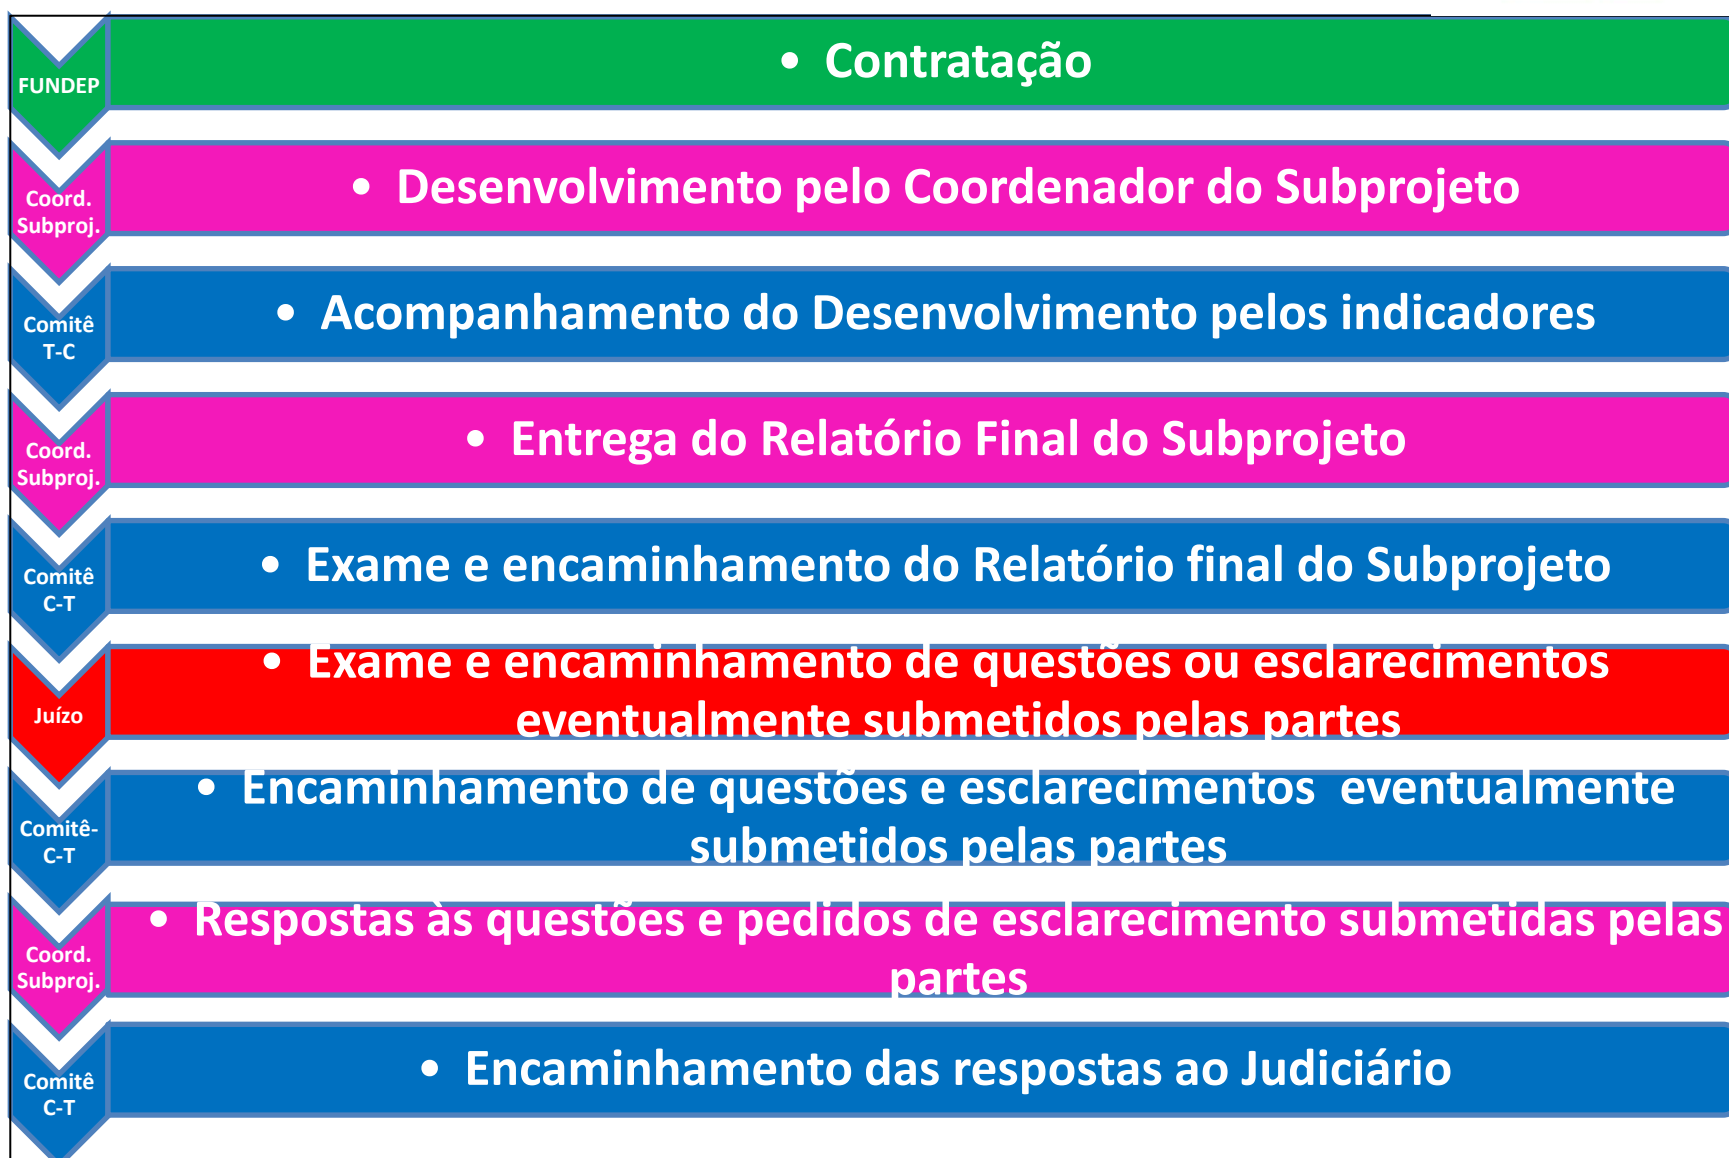 FUNDEP
• Contratação
Coord.
Subproj.
• Desenvolvimento pelo Coordenador do Subprojeto
Comitê
T-C
• Acompanhamento do Desenvolvimento pelos indicadores
Coord.
Subproj.
• Entrega do Relatório Final do Subprojeto
Comitê
C-T
• Exame e encaminhamento do Relatório final do Subprojeto
Juízo
• Exame e encaminhamento de questões ou esclarecimentos
eventualmente submetidos pelas partes
Comitê-
C-T
• Encaminhamento de questões e esclarecimentos eventualmente
submetidos pelas partes
Coord.
Subproj.
• Respostas às questões e pedidos de esclarecimento submetidas pelas
partes
Comitê
C-T
• Encaminhamento das respostas ao Judiciário